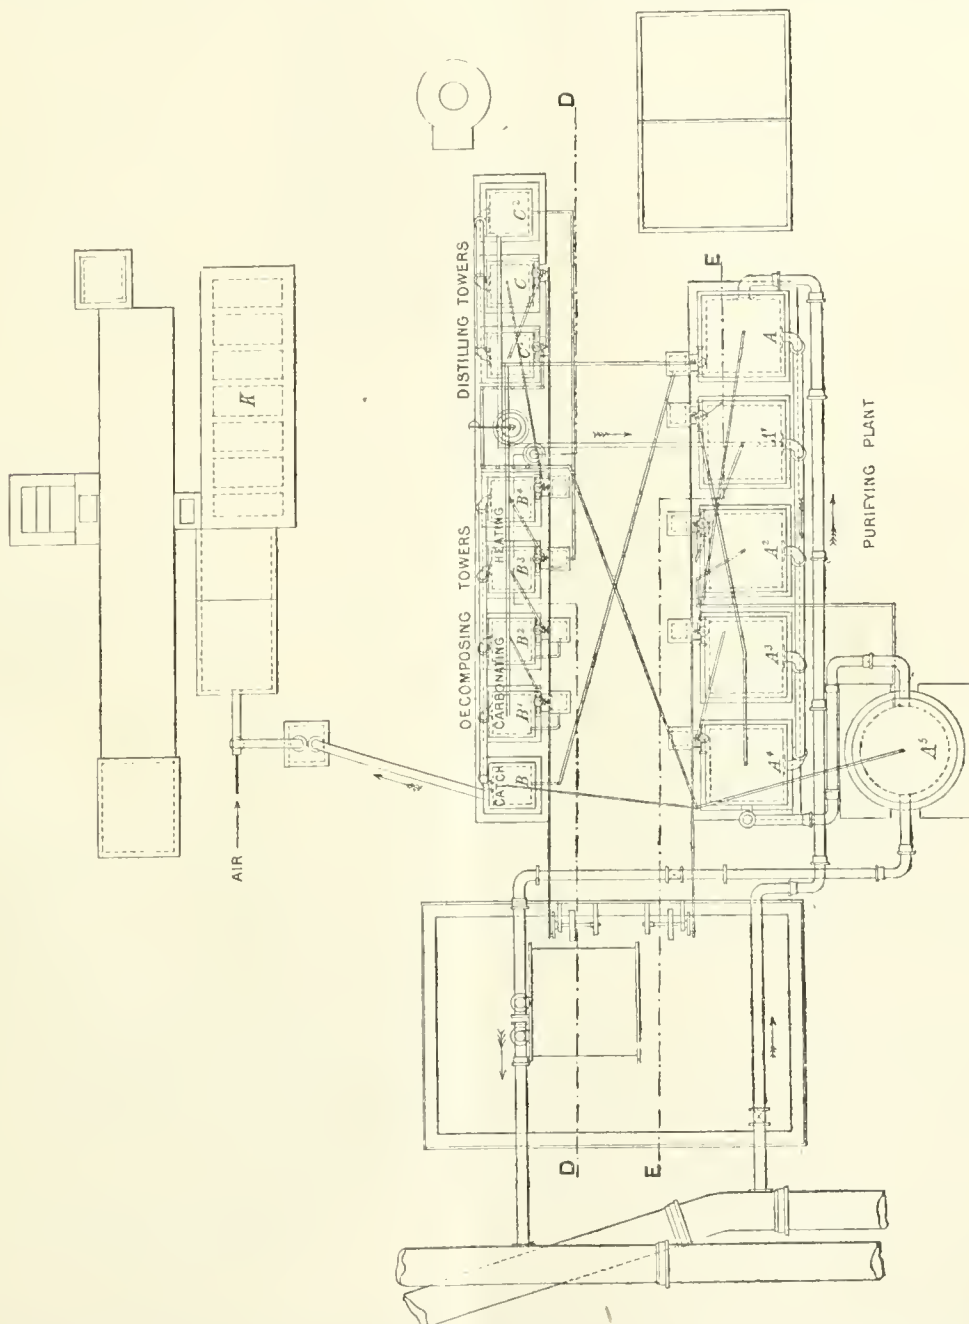 D
E
DISTILLING TOWERS
C²
C
C
K
A
A¹
A²
A³
A⁴
A⁵
PURIFYING PLANT
DECOMPOSING TOWERS
HEATING
B⁴
B³
CARBONATING
B²
B¹
CATCH
B
AIR
D
E